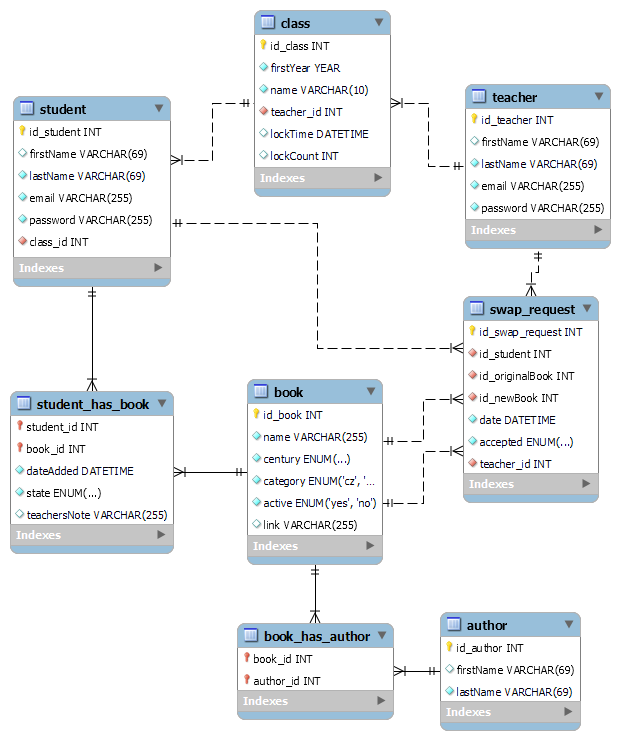 class
id_class INT
firstYear YEAR
name VARCHAR(10)
teacher_id INT
lockTime DATETIME
lockCount INT
Indexes
student
id_student INT
firstName VARCHAR(69)
lastName VARCHAR(69)
email VARCHAR(255)
password VARCHAR(255)
class_id INT
Indexes
teacher
id_teacher INT
firstName VARCHAR(69)
lastName VARCHAR(69)
email VARCHAR(255)
password VARCHAR(255)
Indexes
swap_request
id_swap_request INT
id_student INT
id_originalBook INT
id_newBook INT
date DATETIME
accepted ENUM(...)
teacher_id INT
Indexes
student_has_book
student_id INT
book_id INT
dateAdded DATETIME
state ENUM(...)
teachersNote VARCHAR(255)
Indexes
book
id_book INT
name VARCHAR(255)
century ENUM(...)
category ENUM('cz', '...
active ENUM('yes', 'no')
link VARCHAR(255)
Indexes
book_has_author
book_id INT
author_id INT
Indexes
author
id_author INT
firstName VARCHAR(69)
lastName VARCHAR(69)
Indexes